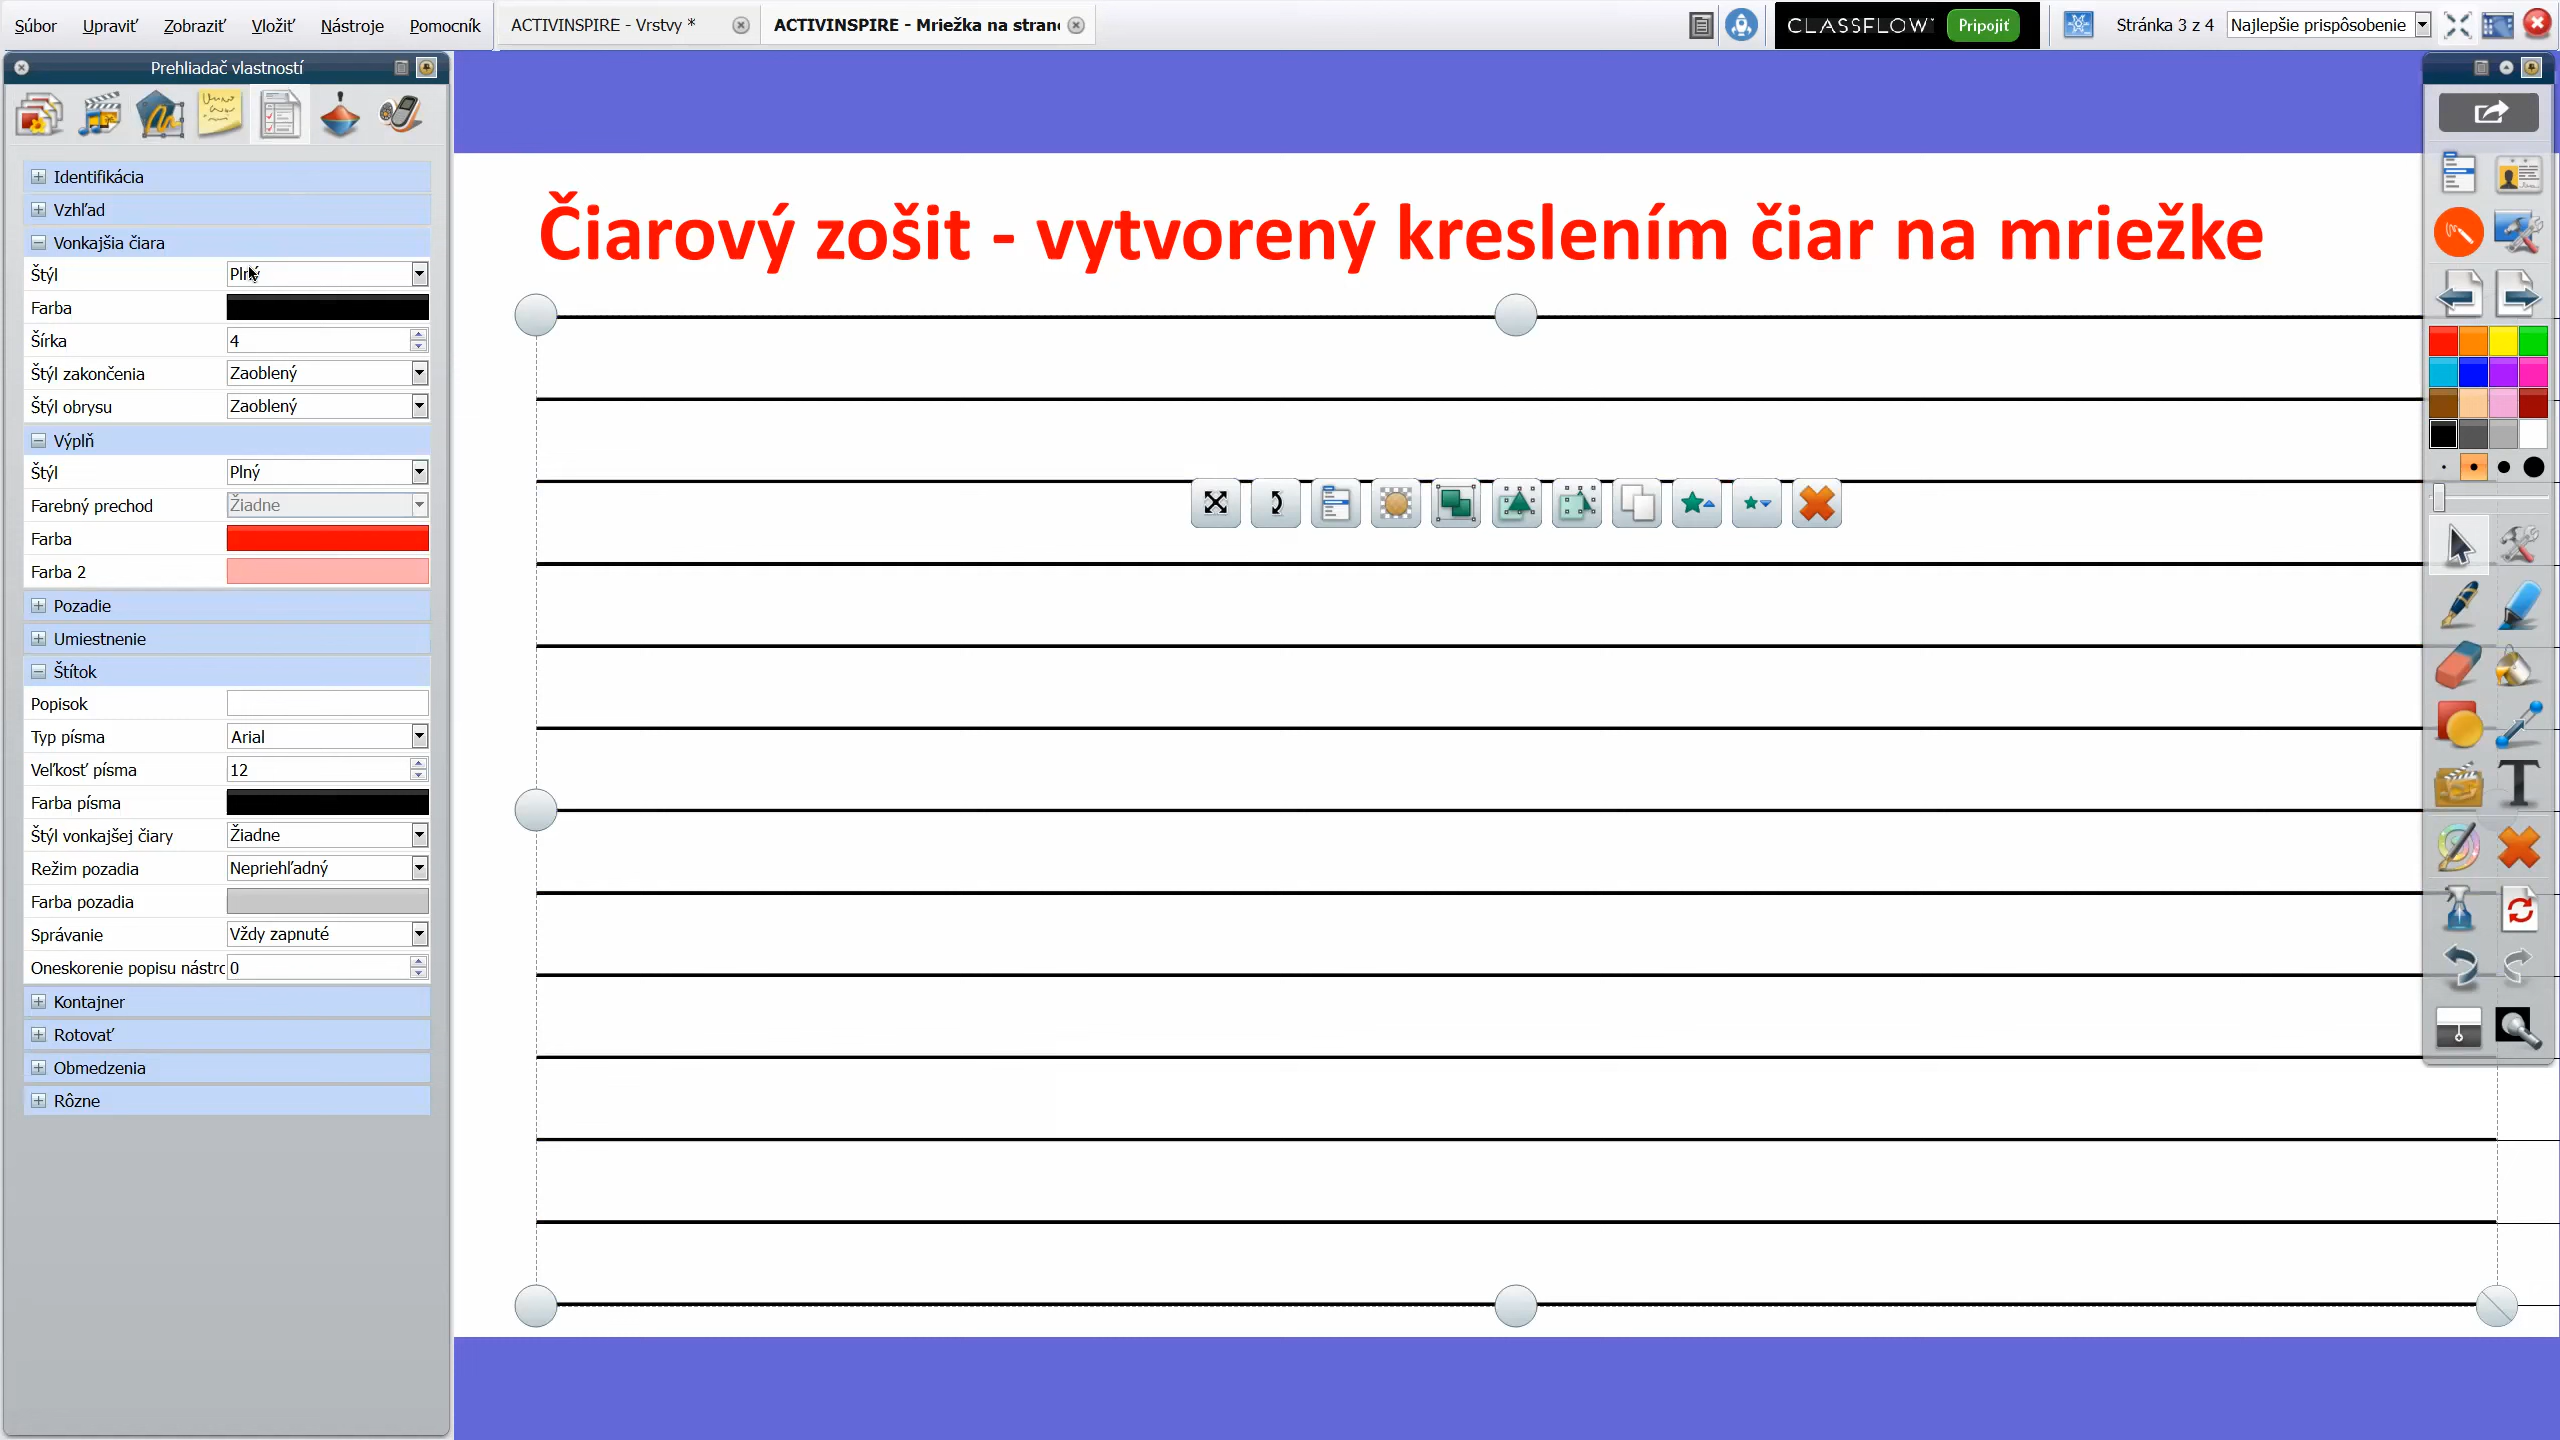 Súbor Upraviť Zobraziť Vložiť Nástroje Pomocník
ACTIVINSPIRE - Vrstvy *
ACTIVINSPIRE - Mriežka na stran
CLASSFLOW Pripojiť
Stránka 3 z 4
Najlepšie prispôsobenie
Prehliadač vlastností
Identifikácia
Vzhľad
Vonkajšia čiara
Štýl Plný
Farba
Šírka 4
Štýl zakončenia Zaoblený
Štýl obrysu Zaoblený
Výplň
Štýl Plný
Farebný prechod Žiadne
Farba
Farba 2
Pozadie
Umiestnenie
Štítok
Popisok
Typ písma Arial
Veľkosť písma 12
Farba písma
Štýl vonkajšej čiary Žiadne
Režim pozadia Nepriehľadný
Farba pozadia
Správanie Vždy zapnuté
Oneskorenie popisu nástro 0
Kontajner
Rotovať
Obmedzenia
Rôzne
Čiarový zošit - vytvorený kreslením čiar na mriežke